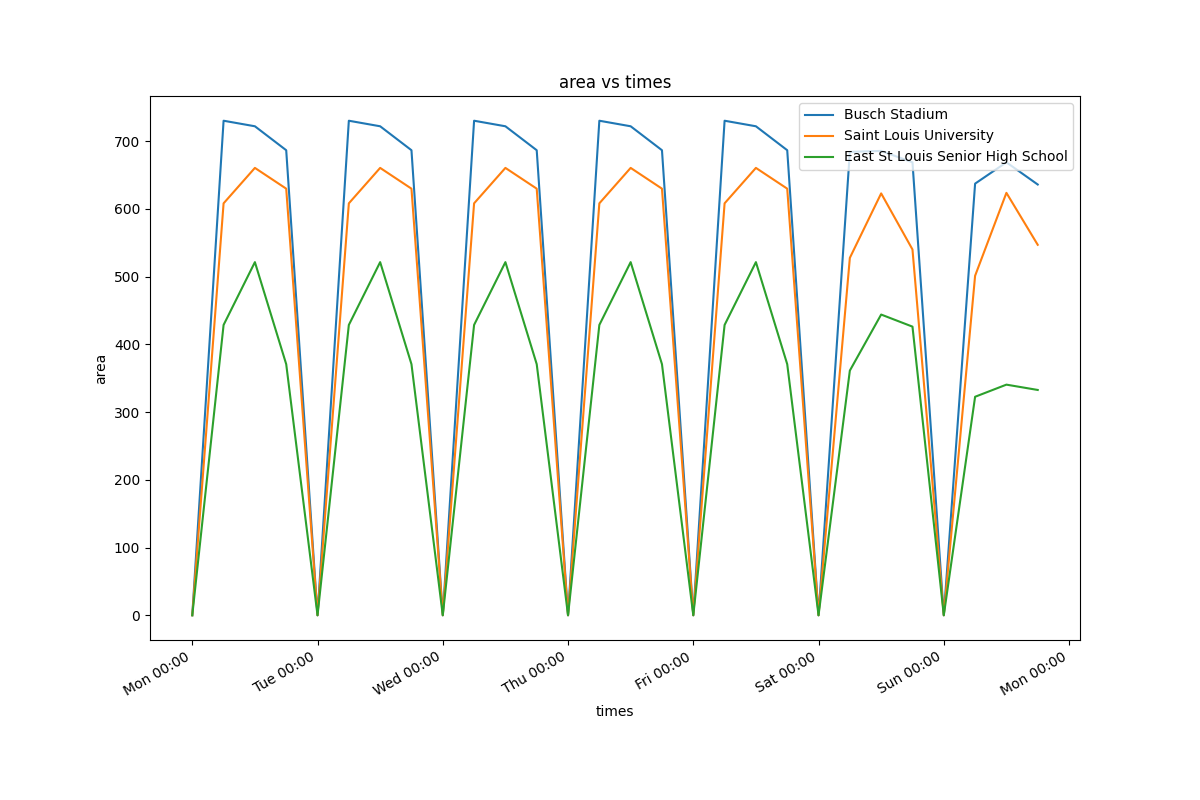 area vs times
Busch Stadium
Saint Louis University
East St Louis Senior High School
area
700
600
500
400
300
200
100
0
Mon 00:00
Tue 00:00
Wed 00:00
Thu 00:00
Fri 00:00
Sat 00:00
Sun 00:00
Mon 00:00
times